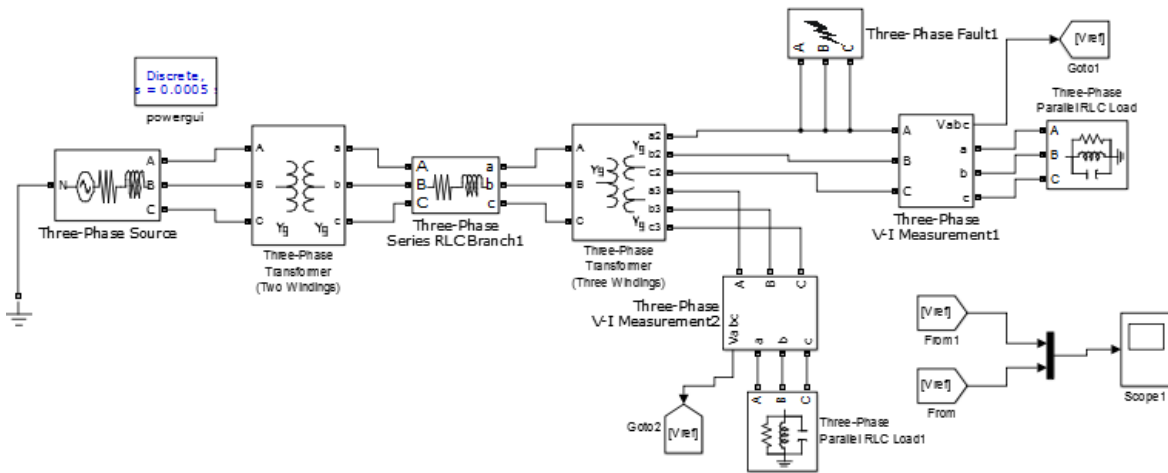 A B C
Three-Phase Fault1
[Vref]
Goto1
Discrete,
s = 0.0005 s
powergui
Three-Phase
Parallel RLC Load
A
B
C
N
A
B
C
Three-Phase Source
A
B
C
a
b
c
Yg Yg
Three-Phase
Transformer
(Two Windings)
A
B
C
a
b
c
Three-Phase
Series RLC Branch1
A
B
C
Yg
Yg
Yg
a2
b2
c2
a3
b3
c3
Three-Phase
Transformer
(Three Windings)
A
B
C
Vabc
a
b
c
Three-Phase
V-I Measurement1
A B C
Vabc
a b c
Three-Phase
V-I Measurement2
[Vref]
Goto2
A B C
Three-Phase
Parallel RLC Load1
[Vref]
From1
[Vref]
From
Scope1